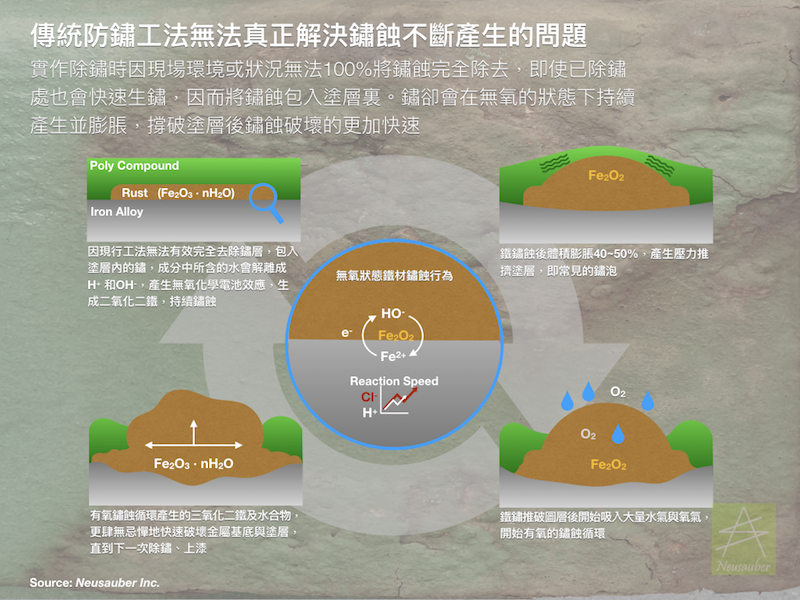 傳統防鏽工法無法真正解決鏽蝕不斷產生的問題
實作除鏽時因現場環境或狀況無法100%將鏽蝕完全除去，即使已除鏽
處也會快速生鏽，因而將鏽蝕包入塗層裏。鏽卻會在無氧的狀態下持續
產生並膨脹，撐破塗層後鏽蝕破壞的更加快速
Poly Compound
Rust (Fe₂O₃ · nH₂O)
Iron Alloy
因現行工法無法有效完全去除鏽層，包入
塗層內的鏽，成分中所含的水會解離成
H⁺ 和OH⁻，產生無氧化學電池效應，生
成二氧化二鐵，持續鏽蝕
Fe₂O₂
鐵鏽蝕後體積膨脹40~50%，產生壓力推
擠塗層，即常見的鏽泡
無氧狀態鐵材鏽蝕行為
HO⁻
e⁻
Fe₂O₂
Fe²⁺
Reaction Speed
Cl⁻
H⁺
Fe₂O₃ · nH₂O
有氧鏽蝕循環產生的三氧化二鐵及水合物，
更肆無忌憚地快速破壞金屬基底與塗層，
直到下一次除鏽、上漆
O₂
O₂
Fe₂O₂
鐵鏽推破圖層後開始吸入大量水氣與氧氣，
開始有氧的鏽蝕循環
Neusauber
Source: Neusauber Inc.